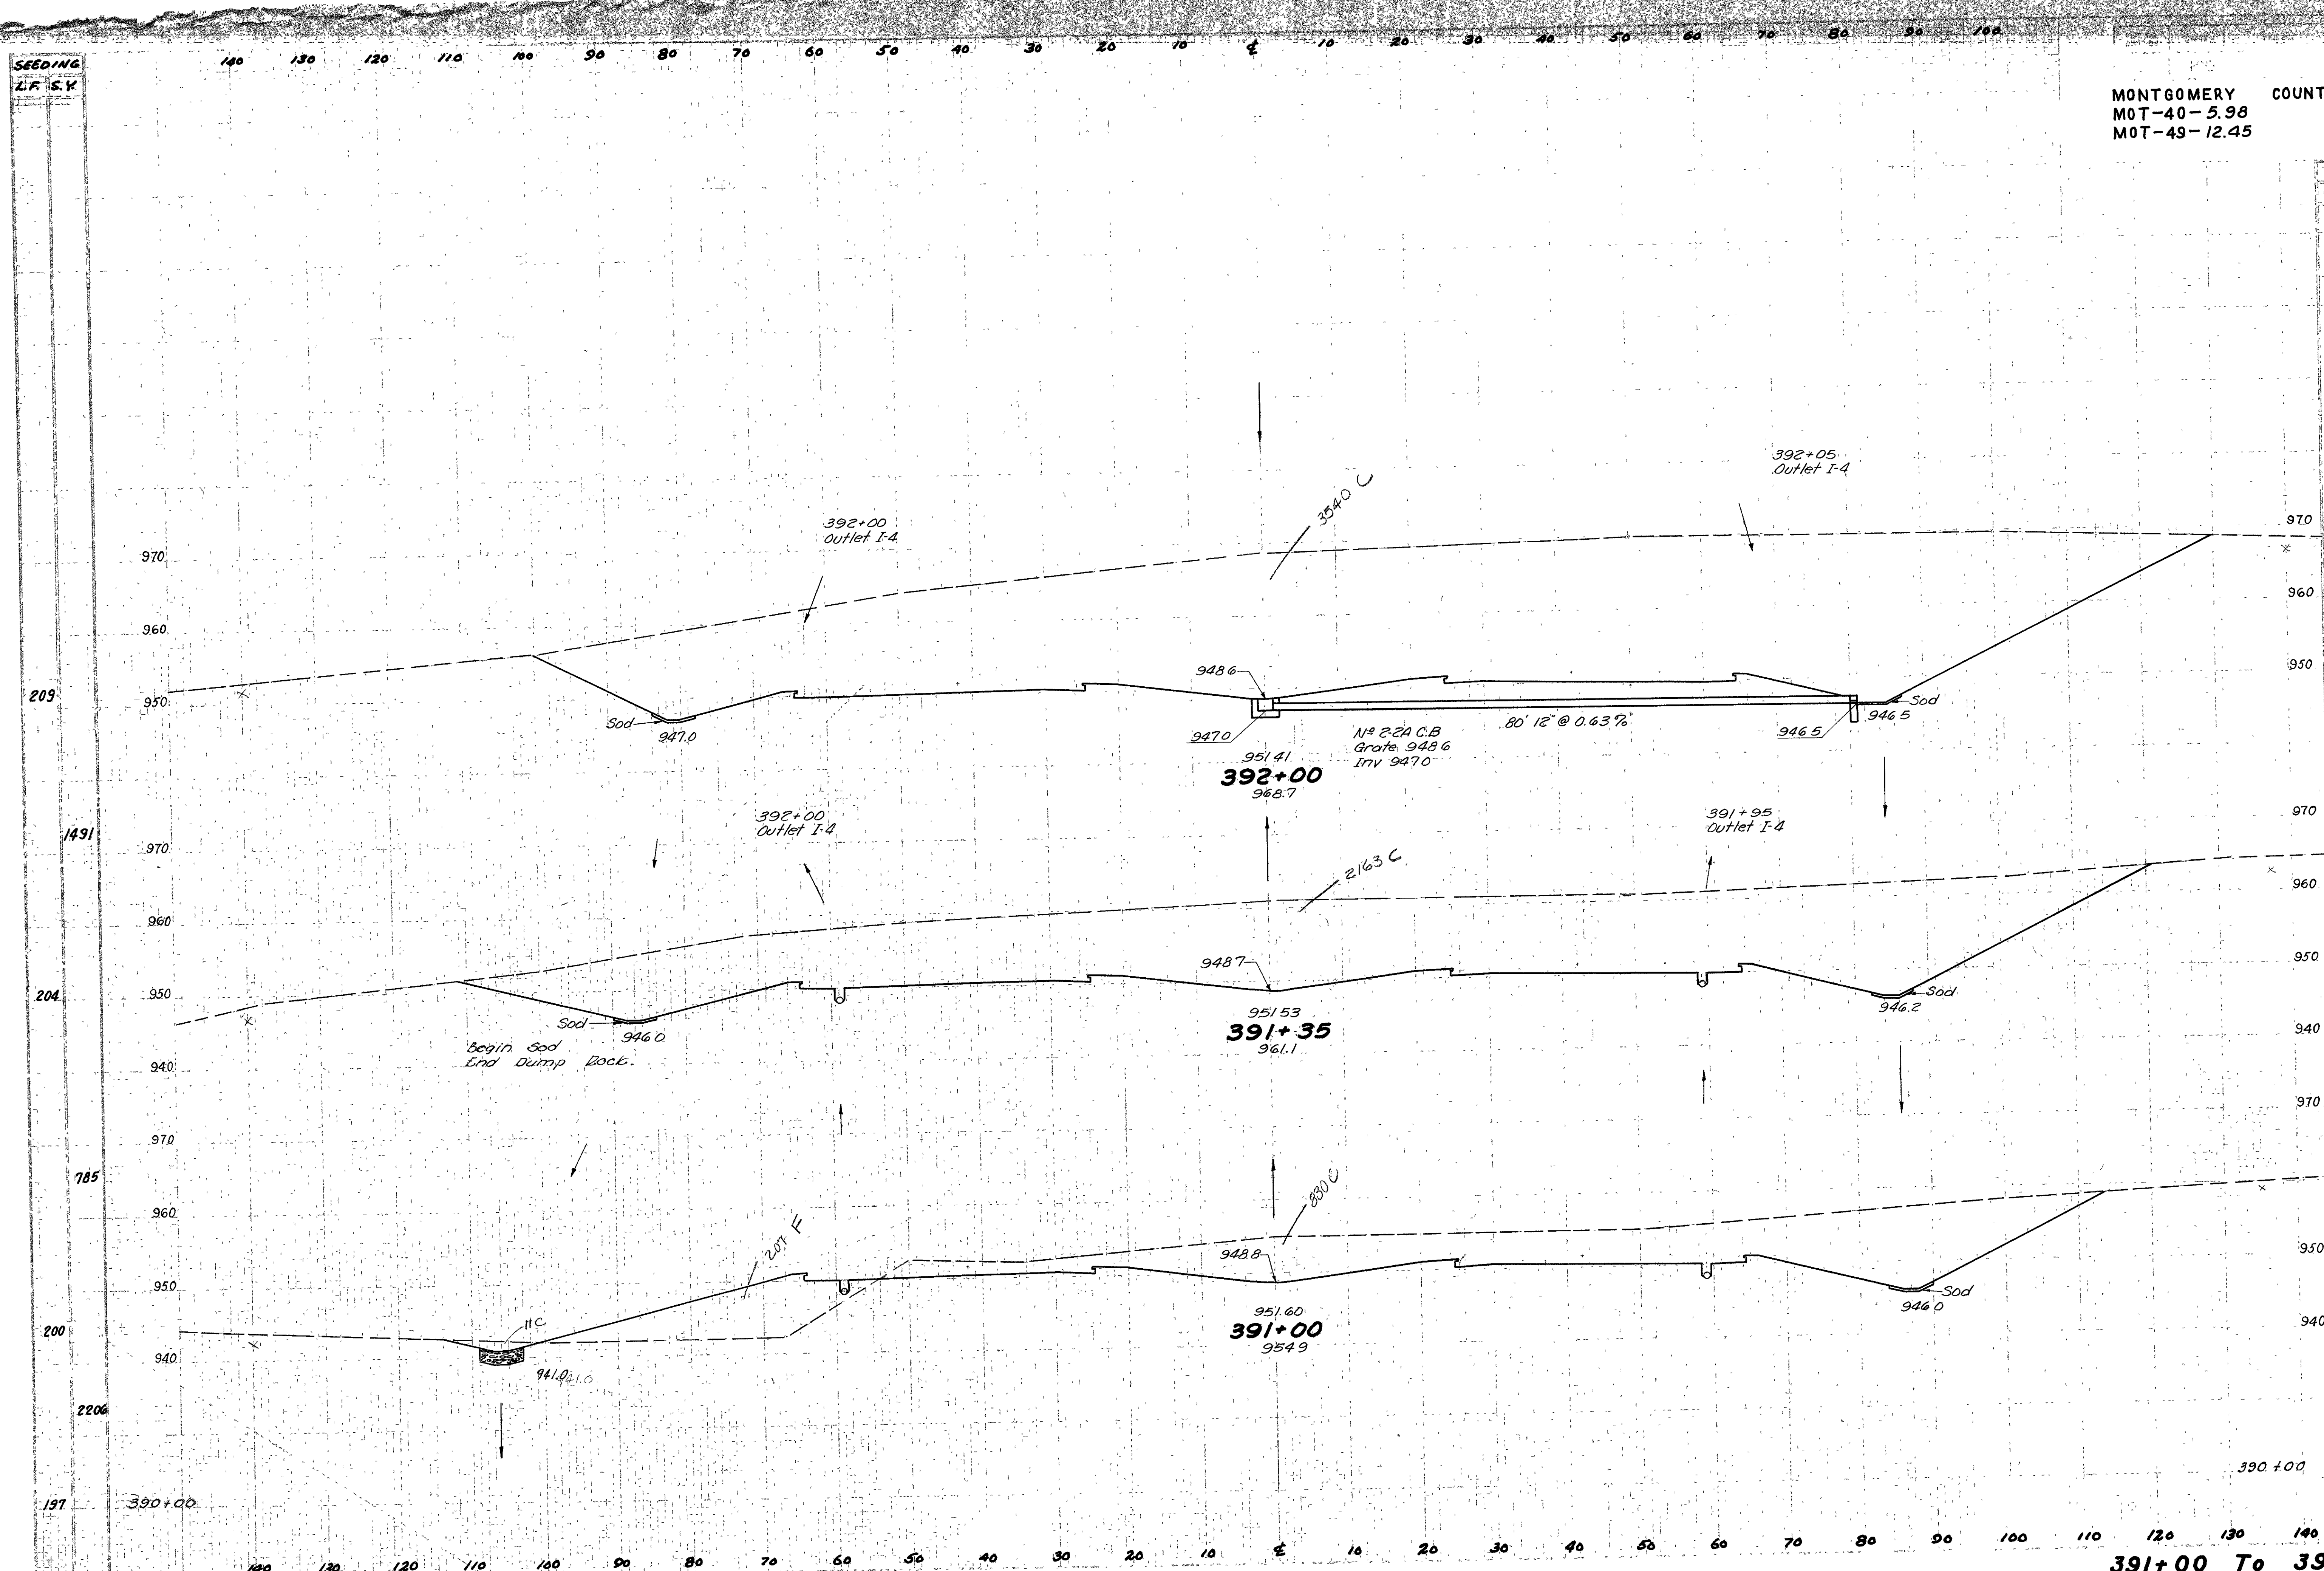 140 130 120 110 100 90 80 70 60 50 40 30 20 10 ℄ 10 20 30 40 50 60 70 80 90 100
SEEDING
L.F. S.Y.
MONTGOMERY COUNT
MOT-40-5.98
MOT-49-12.45
392+05
Outlet I-4
3540 C
392+00
Outlet I-4
970
970
960
960
950
950
209
948.6
Sod
947.0
947.0
Nº 2-2A C.B
Grate 948.6
Inv 947.0
80' 12" @ 0.63%
946.5
946.5
Sod
951.41
392+00
968.7
392+00
Outlet I-4
391+95
Outlet I-4
1491
970
970
2163 C
960
960
950
950
204
948.7
Sod
946.0
Begin Sod
End Dump Rock.
951.53
391+35
961.1
Sod
946.2
940
940
970
970
785
960
207 F
830 C
950
950
948.8
11C
951.60
391+00
954.9
Sod
946.0
200
940
940
941.0
941.0
2206
390+00
197
390+00
140 130 120 110 100 90 80 70 60 50 40 30 20 10 ℄ 10 20 30 40 50 60 70 80 90 100 110 120 130 140
391+00 To 39